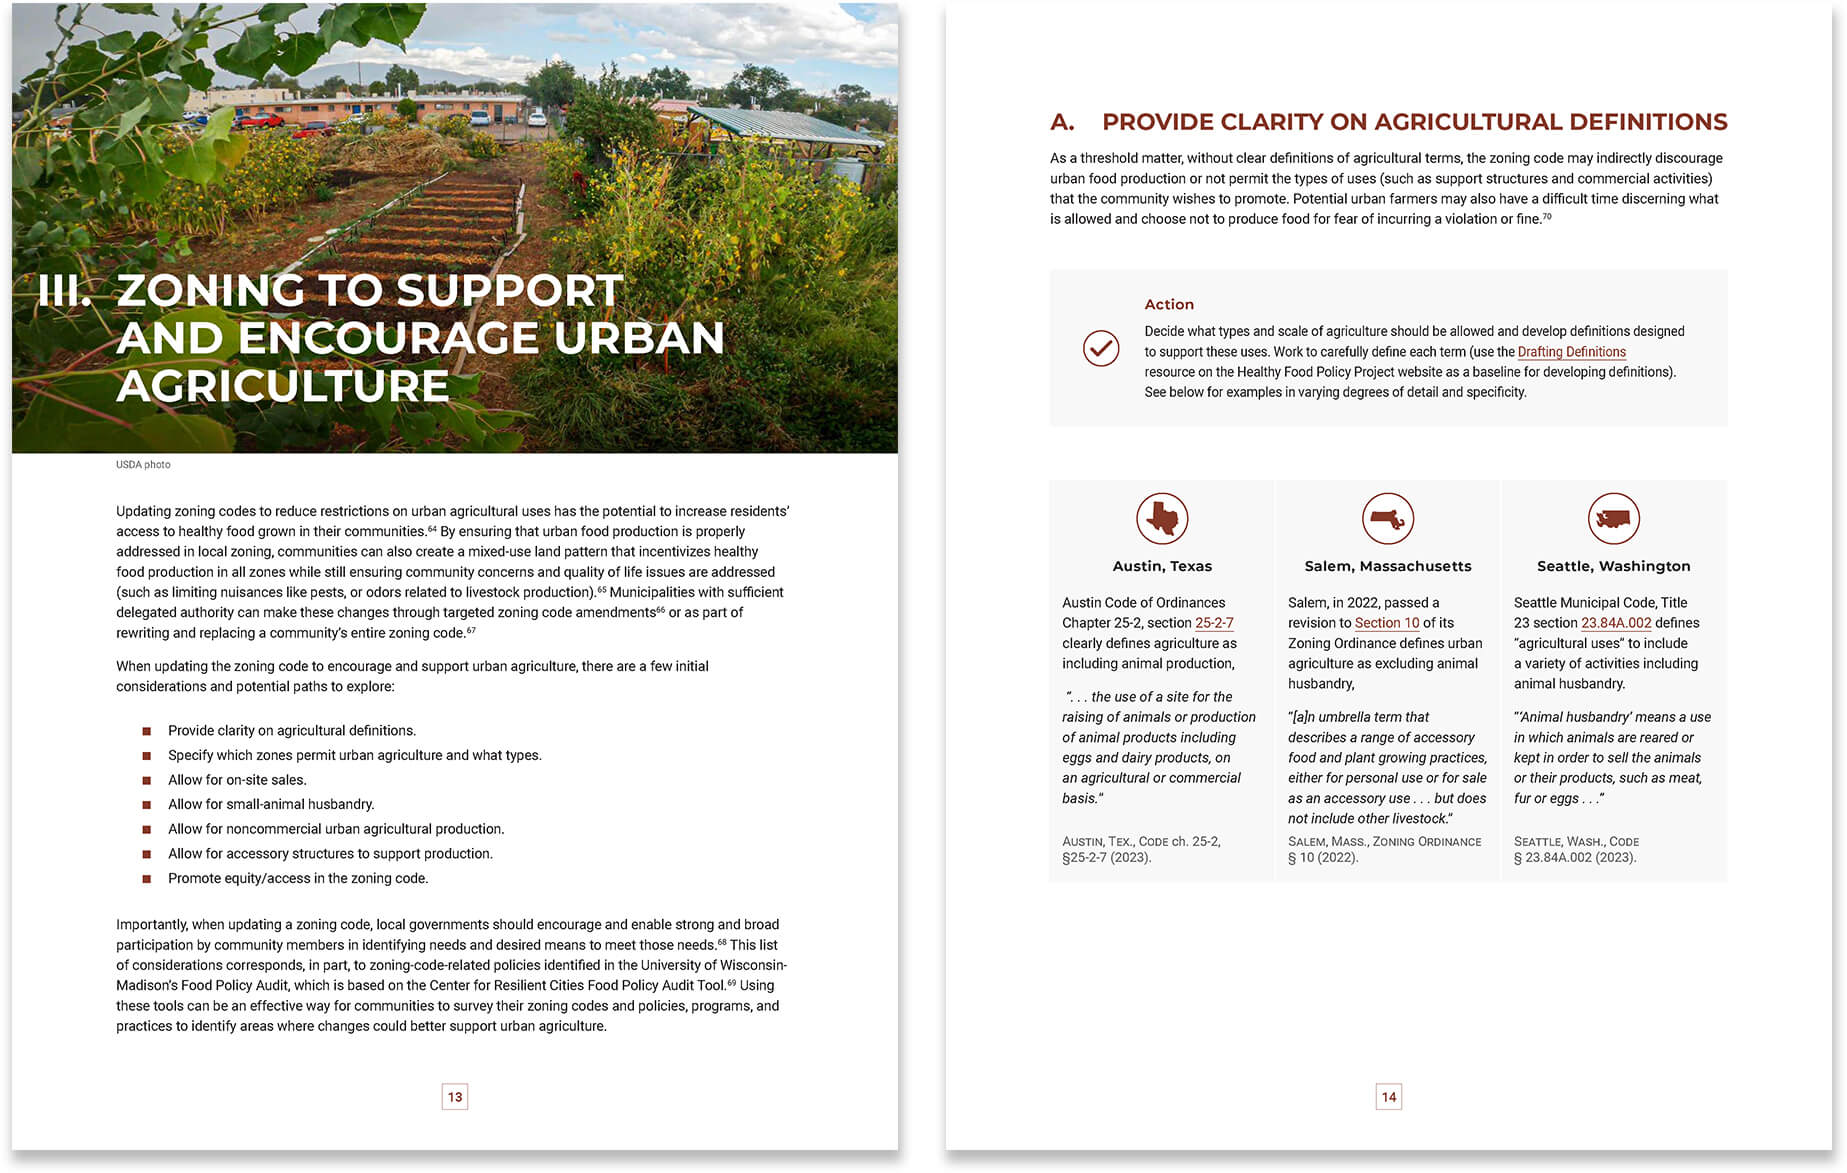 III. ZONING TO SUPPORT
AND ENCOURAGE URBAN
AGRICULTURE
USDA photo
Updating zoning codes to reduce restrictions on urban agricultural uses has the potential to increase residents’
access to healthy food grown in their communities.⁶⁴ By ensuring that urban food production is properly
addressed in local zoning, communities can also create a mixed-use land pattern that incentivizes healthy
food production in all zones while still ensuring community concerns and quality of life issues are addressed
(such as limiting nuisances like pests, or odors related to livestock production).⁶⁵ Municipalities with sufficient
delegated authority can make these changes through targeted zoning code amendments⁶⁶ or as part of
rewriting and replacing a community’s entire zoning code.⁶⁷
When updating the zoning code to encourage and support urban agriculture, there are a few initial
considerations and potential paths to explore:
■ Provide clarity on agricultural definitions.
■ Specify which zones permit urban agriculture and what types.
■ Allow for on-site sales.
■ Allow for small-animal husbandry.
■ Allow for noncommercial urban agricultural production.
■ Allow for accessory structures to support production.
■ Promote equity/access in the zoning code.
Importantly, when updating a zoning code, local governments should encourage and enable strong and broad
participation by community members in identifying needs and desired means to meet those needs.⁶⁸ This list
of considerations corresponds, in part, to zoning-code-related policies identified in the University of Wisconsin-
Madison’s Food Policy Audit, which is based on the Center for Resilient Cities Food Policy Audit Tool.⁶⁹ Using
these tools can be an effective way for communities to survey their zoning codes and policies, programs, and
practices to identify areas where changes could better support urban agriculture.
13
A. PROVIDE CLARITY ON AGRICULTURAL DEFINITIONS
As a threshold matter, without clear definitions of agricultural terms, the zoning code may indirectly discourage
urban food production or not permit the types of uses (such as support structures and commercial activities)
that the community wishes to promote. Potential urban farmers may also have a difficult time discerning what
is allowed and choose not to produce food for fear of incurring a violation or fine.⁷⁰
Action
Decide what types and scale of agriculture should be allowed and develop definitions designed
to support these uses. Work to carefully define each term (use the Drafting Definitions
resource on the Healthy Food Policy Project website as a baseline for developing definitions).
See below for examples in varying degrees of detail and specificity.
Austin, Texas
Austin Code of Ordinances
Chapter 25-2, section 25-2-7
clearly defines agriculture as
including animal production,
“. . . the use of a site for the
raising of animals or production
of animal products including
eggs and dairy products, on
an agricultural or commercial
basis.”
Austin, Tex., Code ch. 25-2,
§25-2-7 (2023).
Salem, Massachusetts
Salem, in 2022, passed a
revision to Section 10 of its
Zoning Ordinance defines urban
agriculture as excluding animal
husbandry,
“[a]n umbrella term that
describes a range of accessory
food and plant growing practices,
either for personal use or for sale
as an accessory use . . . but does
not include other livestock.”
Salem, Mass., Zoning Ordinance
§ 10 (2022).
Seattle, Washington
Seattle Municipal Code, Title
23 section 23.84A.002 defines
“agricultural uses” to include
a variety of activities including
animal husbandry.
“‘Animal husbandry’ means a use
in which animals are reared or
kept in order to sell the animals
or their products, such as meat,
fur or eggs . . .”
Seattle, Wash., Code
§ 23.84A.002 (2023).
14